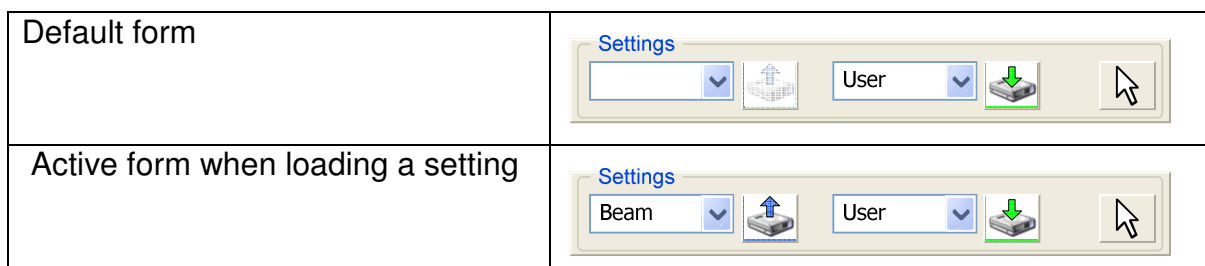 Default form
Settings
User
Active form when loading a setting
Settings
Beam User